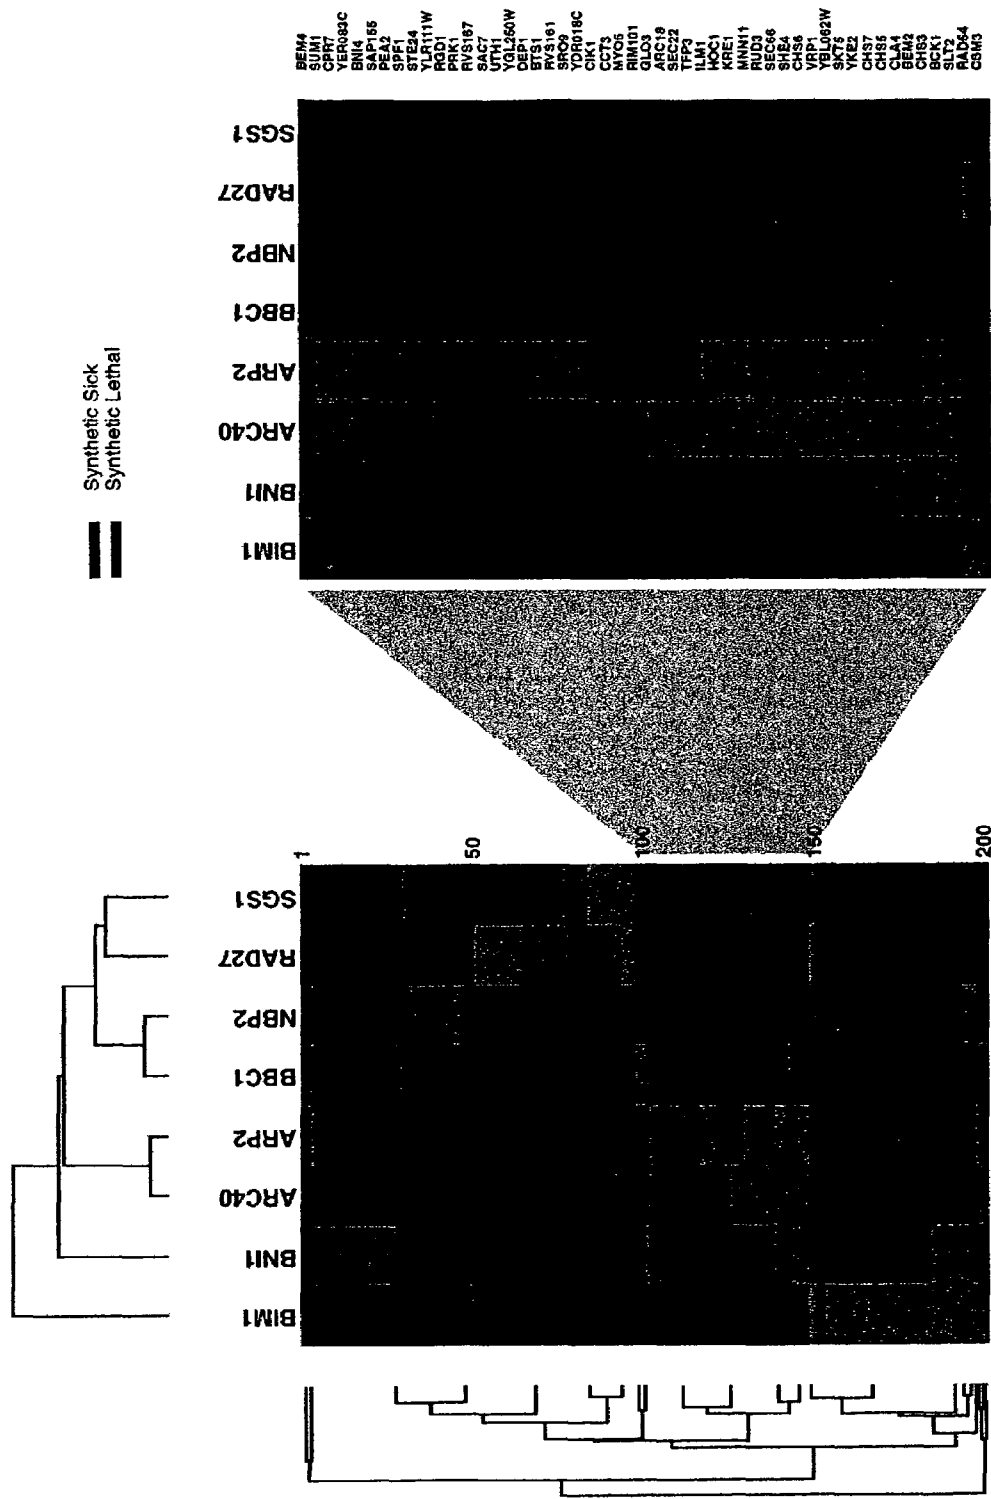 BEM4
SUM1
CPR7
YER083C
BNI4
SAP155
PEA2
SPF1
STE24
YLR111W
RGD1
PRK1
RVS167
SAC7
UTH1
YGL250W
DEP1
BTS1
RVS161
SRO9
YDR018C
CIK1
CCT3
MYO5
RIM101
GLO3
ARC18
SEC22
TFP3
ILM1
HOC1
KRE1
MNN11
RUD3
SEC66
SHE4
CHS6
VRP1
YBL062W
SKT5
YKE2
CHS7
CHS5
CLA4
BEM2
CHS3
BCK1
SLT2
RAD54
CSM3
SGS1
RAD27
NBP2
BBC1
ARP2
ARC40
BNI1
BIM1
Synthetic Sick
Synthetic Lethal
1
50
100
150
200
SGS1
RAD27
NBP2
BBC1
ARP2
ARC40
BNI1
BIM1